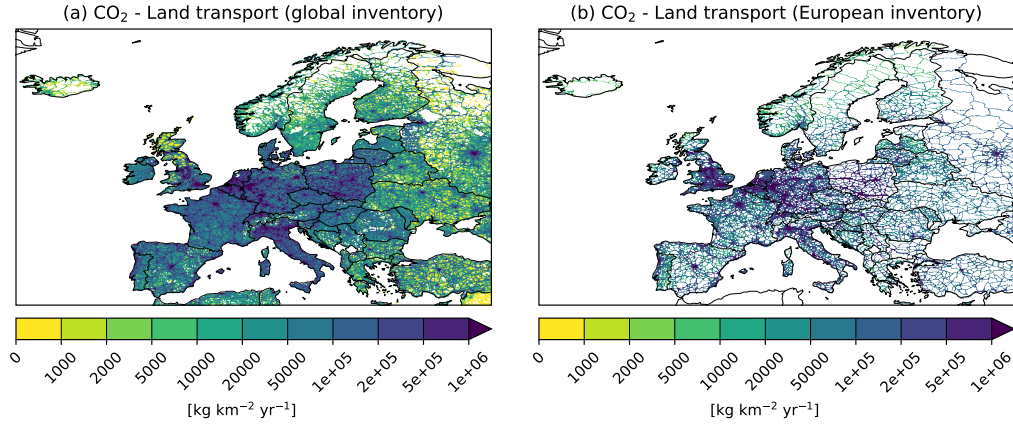 (a) CO₂ - Land transport (global inventory)
(b) CO₂ - Land transport (European inventory)
0 1000 2000 5000 10000 20000 50000 1e+05 2e+05 5e+05 1e+06
[kg km⁻² yr⁻¹]
0 1000 2000 5000 10000 20000 50000 1e+05 2e+05 5e+05 1e+06
[kg km⁻² yr⁻¹]